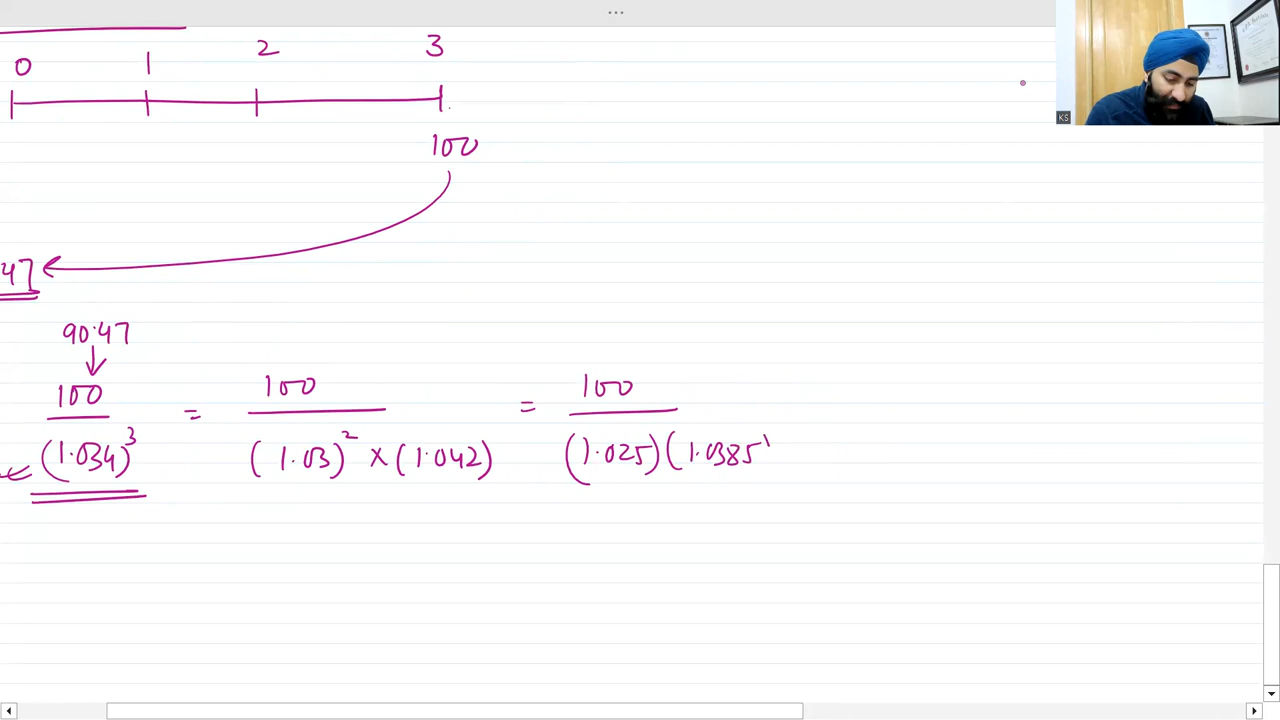 0 1 2 3
100
47
90.47
100 = 100 = 100
(1.034)^3 (1.03)^2 × (1.042) (1.025)(1.0385
KS